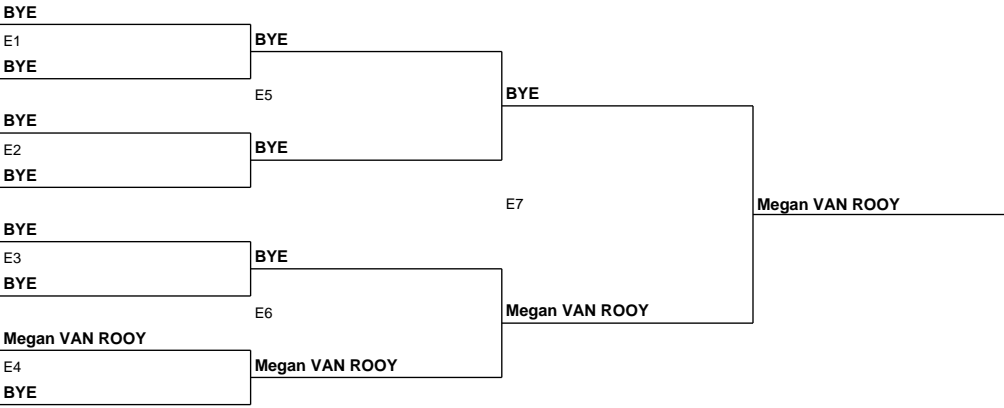 BYE
E1
BYE
BYE
E5
BYE
BYE
E2
BYE
BYE
E7
Megan VAN ROOY
BYE
E3
BYE
BYE
E6
Megan VAN ROOY
Megan VAN ROOY
E4
Megan VAN ROOY
BYE